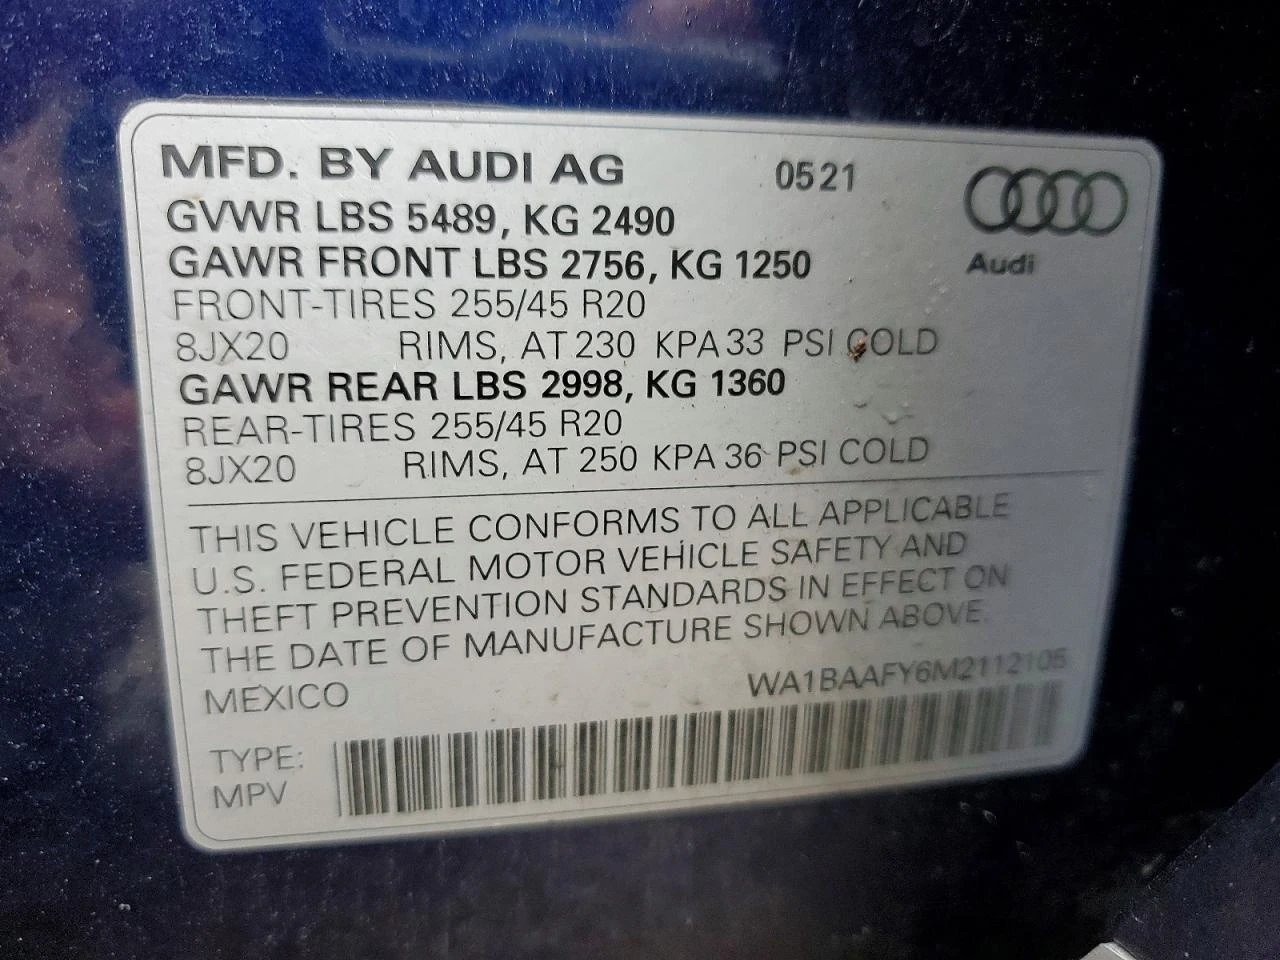 MFD. BY AUDI AG 0521
GVWR LBS 5489, KG 2490
GAWR FRONT LBS 2756, KG 1250
Audi
FRONT-TIRES 255/45 R20
8JX20 RIMS, AT 230 KPA 33 PSI COLD
GAWR REAR LBS 2998, KG 1360
REAR-TIRES 255/45 R20
8JX20 RIMS, AT 250 KPA 36 PSI COLD
THIS VEHICLE CONFORMS TO ALL APPLICABLE
U.S. FEDERAL MOTOR VEHICLE SAFETY AND
THEFT PREVENTION STANDARDS IN EFFECT ON
THE DATE OF MANUFACTURE SHOWN ABOVE.
MEXICO WA1BAAFY6M2112105
TYPE:
MPV